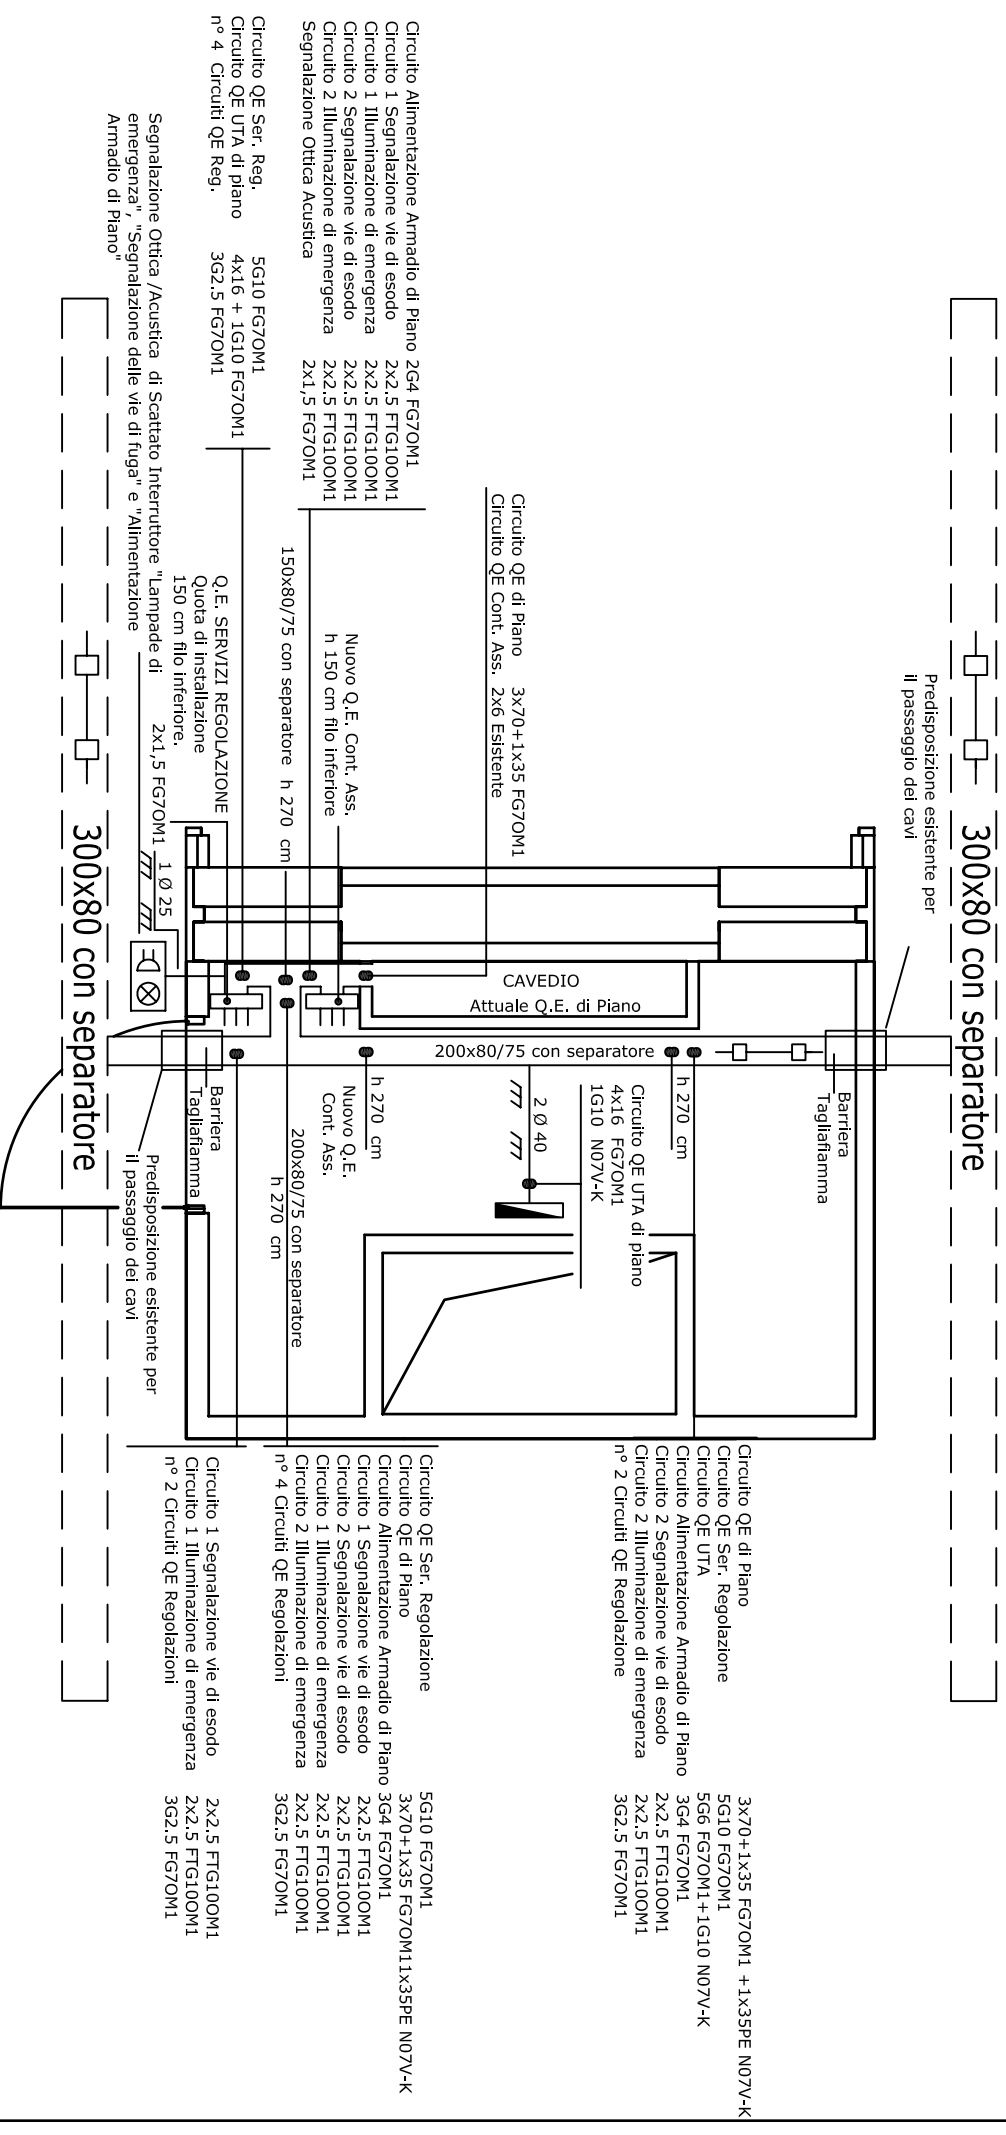 300x80 con separatore
Predisposizione esistente per
il passaggio dei cavi
Barriera
Tagliafiamma
Circuito QE di Piano 3x70+1x35 FG7OM1 +1x35PE N07V-K
Circuito QE Ser. Regolazione 5G10 FG7OM1
Circuito QE UTA 5G6 FG7OM1+1G10 N07V-K
Circuito Alimentazione Armadio di Piano 3G4 FG7OM1
Circuito 2 Segnalazione vie di esodo 2x2.5 FTG10OM1
Circuito 2 Illuminazione di emergenza 2x2.5 FTG10OM1
n° 2 Circuiti QE Regolazione 3G2.5 FG7OM1
h 270 cm
Circuito QE UTA di piano
4x16 FG7OM1
1G10 N07V-K
2 Ø 40
CAVEDIO
Attuale Q.E. di Piano
200x80/75 con separatore
Circuito QE di Piano 3x70+1x35 FG7OM1
Circuito QE Cont. Ass. 2x6 Esistente
Circuito Alimentazione Armadio di Piano 2G4 FG7OM1
Circuito 1 Segnalazione vie di esodo 2x2.5 FTG10OM1
Circuito 1 Illuminazione di emergenza 2x2.5 FTG10OM1
Circuito 2 Segnalazione vie di esodo 2x2.5 FTG10OM1
Circuito 2 Illuminazione di emergenza 2x2.5 FTG10OM1
Segnalazione Ottica Acustica 2x1,5 FG7OM1
Nuovo Q.E. Cont. Ass.
h 150 cm filo inferiore
150x80/75 con separatore h 270 cm
h 270 cm
Nuovo Q.E.
Cont. Ass.
200x80/75 con separatore
h 270 cm
Circuito QE Ser. Regolazione 5G10 FG7OM1
Circuito QE di Piano 3x70+1x35 FG7OM11x35PE N07V-K
Circuito Alimentazione Armadio di Piano 3G4 FG7OM1
Circuito 1 Segnalazione vie di esodo 2x2.5 FTG10OM1
Circuito 2 Segnalazione vie di esodo 2x2.5 FTG10OM1
Circuito 1 Illuminazione di emergenza 2x2.5 FTG10OM1
Circuito 2 Illuminazione di emergenza 2x2.5 FTG10OM1
n° 4 Circuiti QE Regolazioni 3G2.5 FG7OM1
Circuito QE Ser. Reg. 5G10 FG7OM1
Circuito QE UTA di piano 4x16 + 1G10 FG7OM1
n° 4 Circuiti QE Reg. 3G2.5 FG7OM1
Q.E. SERVIZI REGOLAZIONE
Quota di installazione
150 cm filo inferiore.
Segnalazione Ottica /Acustica di Scattato Interruttore "Lampade di
emergenza", "Segnalazione delle vie di fuga" e "Alimentazione
Armadio di Piano"
2x1,5 FG7OM1
1 Ø 25
Barriera
Tagliafiamma
Predisposizione esistente per
il passaggio dei cavi
Circuito 1 Segnalazione vie di esodo 2x2.5 FTG10OM1
Circuito 1 Illuminazione di emergenza 2x2.5 FTG10OM1
n° 2 Circuiti QE Regolazioni 3G2.5 FG7OM1
300x80 con separatore